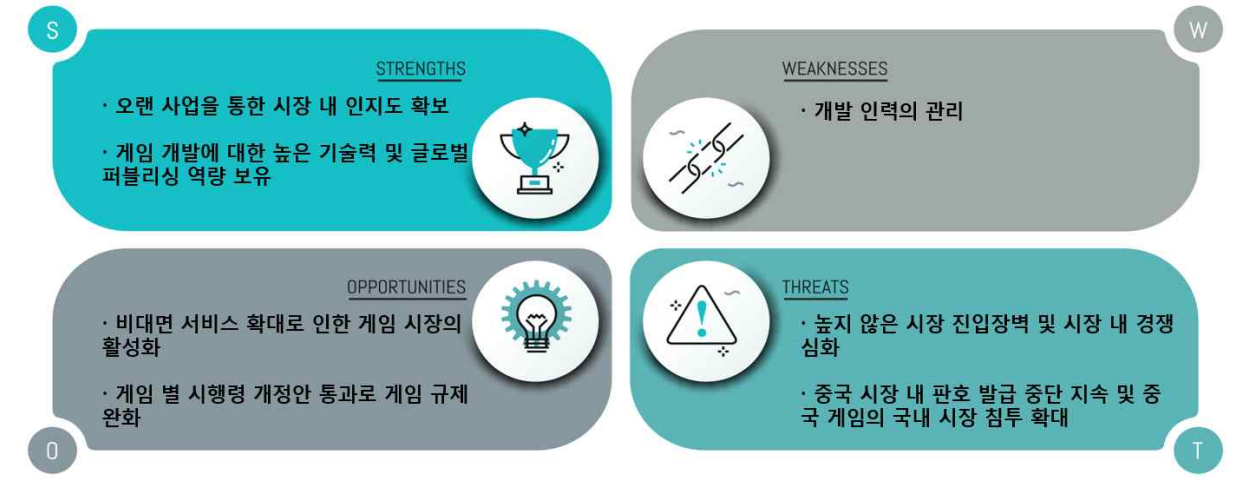 S
STRENGTHS
· 오랜 사업을 통한 시장 내 인지도 확보
· 게임 개발에 대한 높은 기술력 및 글로벌
퍼블리싱 역량 보유
W
WEAKNESSES
· 개발 인력의 관리
OPPORTUNITIES
· 비대면 서비스 확대로 인한 게임 시장의
활성화
· 게임 별 시행령 개정안 통과로 게임 규제
완화
O
THREATS
· 높지 않은 시장 진입장벽 및 시장 내 경쟁
심화
· 중국 시장 내 판호 발급 중단 지속 및 중
국 게임의 국내 시장 침투 확대
T